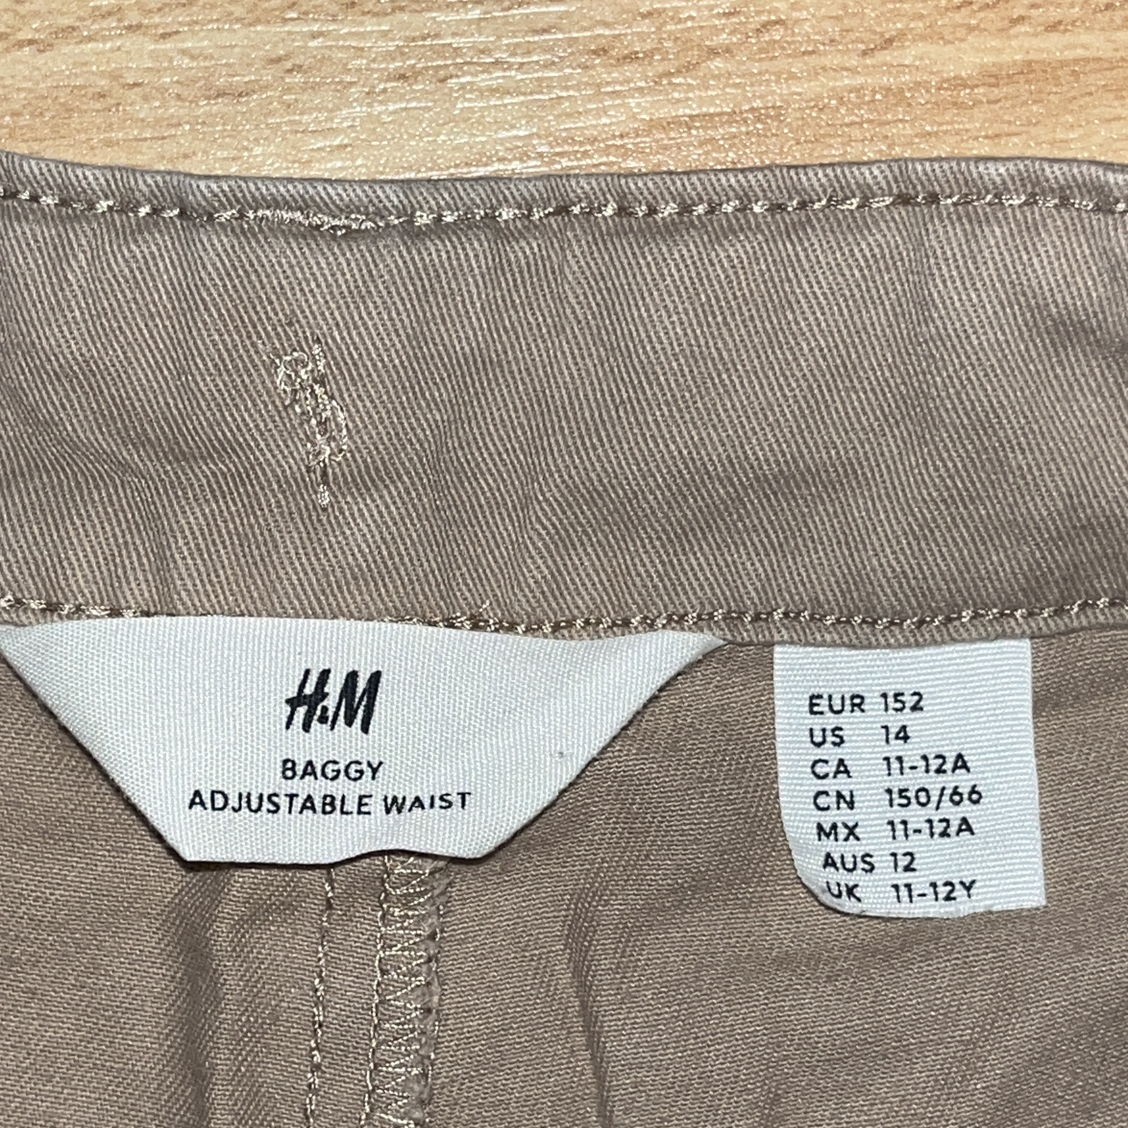 H&M
BAGGY
ADJUSTABLE WAIST
EUR 152
US 14
CA 11-12A
CN 150/66
MX 11-12A
AUS 12
UK 11-12Y